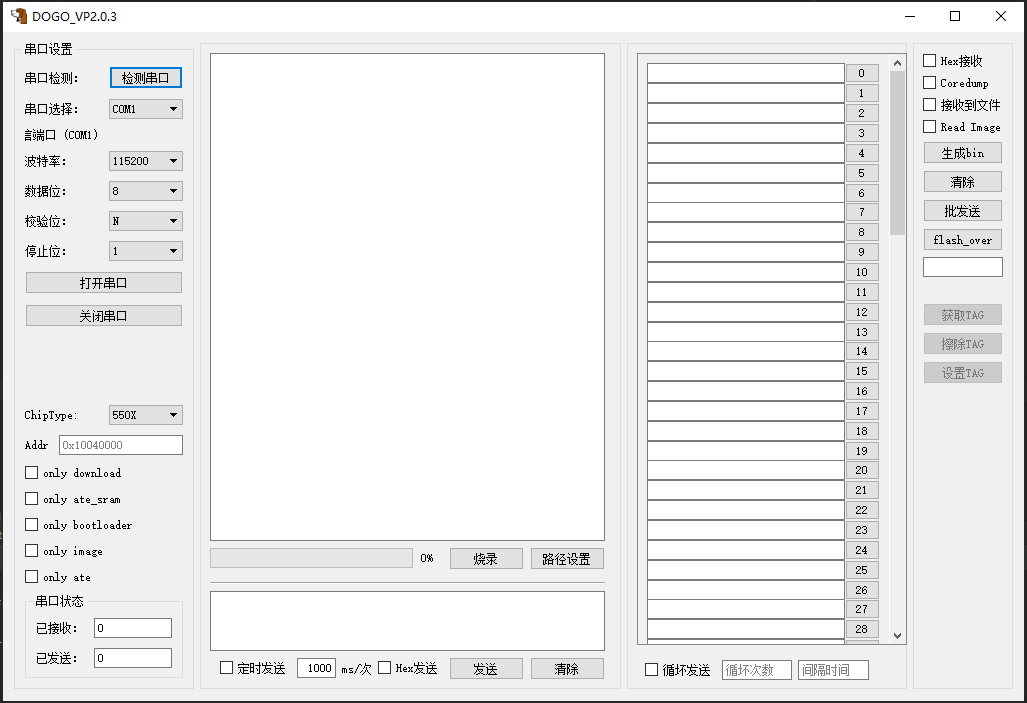 DOGO_VP2.0.3
串口设置
串口检测:
检测串口
串口选择:
COM1
信端口 (COM1)
波特率:
115200
数据位:
8
校验位:
N
停止位:
1
打开串口
关闭串口
ChipType:
550X
Addr
0x10040000
only download
only ate_sram
only bootloader
only image
only ate
串口状态
已接收:
0
已发送:
0
0%
烧录
路径设置
定时发送
1000
ms/次
Hex发送
发送
清除
0
1
2
3
4
5
6
7
8
9
10
11
12
13
14
15
16
17
18
19
20
21
22
23
24
25
26
27
28
循环发送
循环次数
间隔时间
Hex接收
Coredump
接收到文件
Read Image
生成bin
清除
批发送
flash_over
获取TAG
擦除TAG
设置TAG